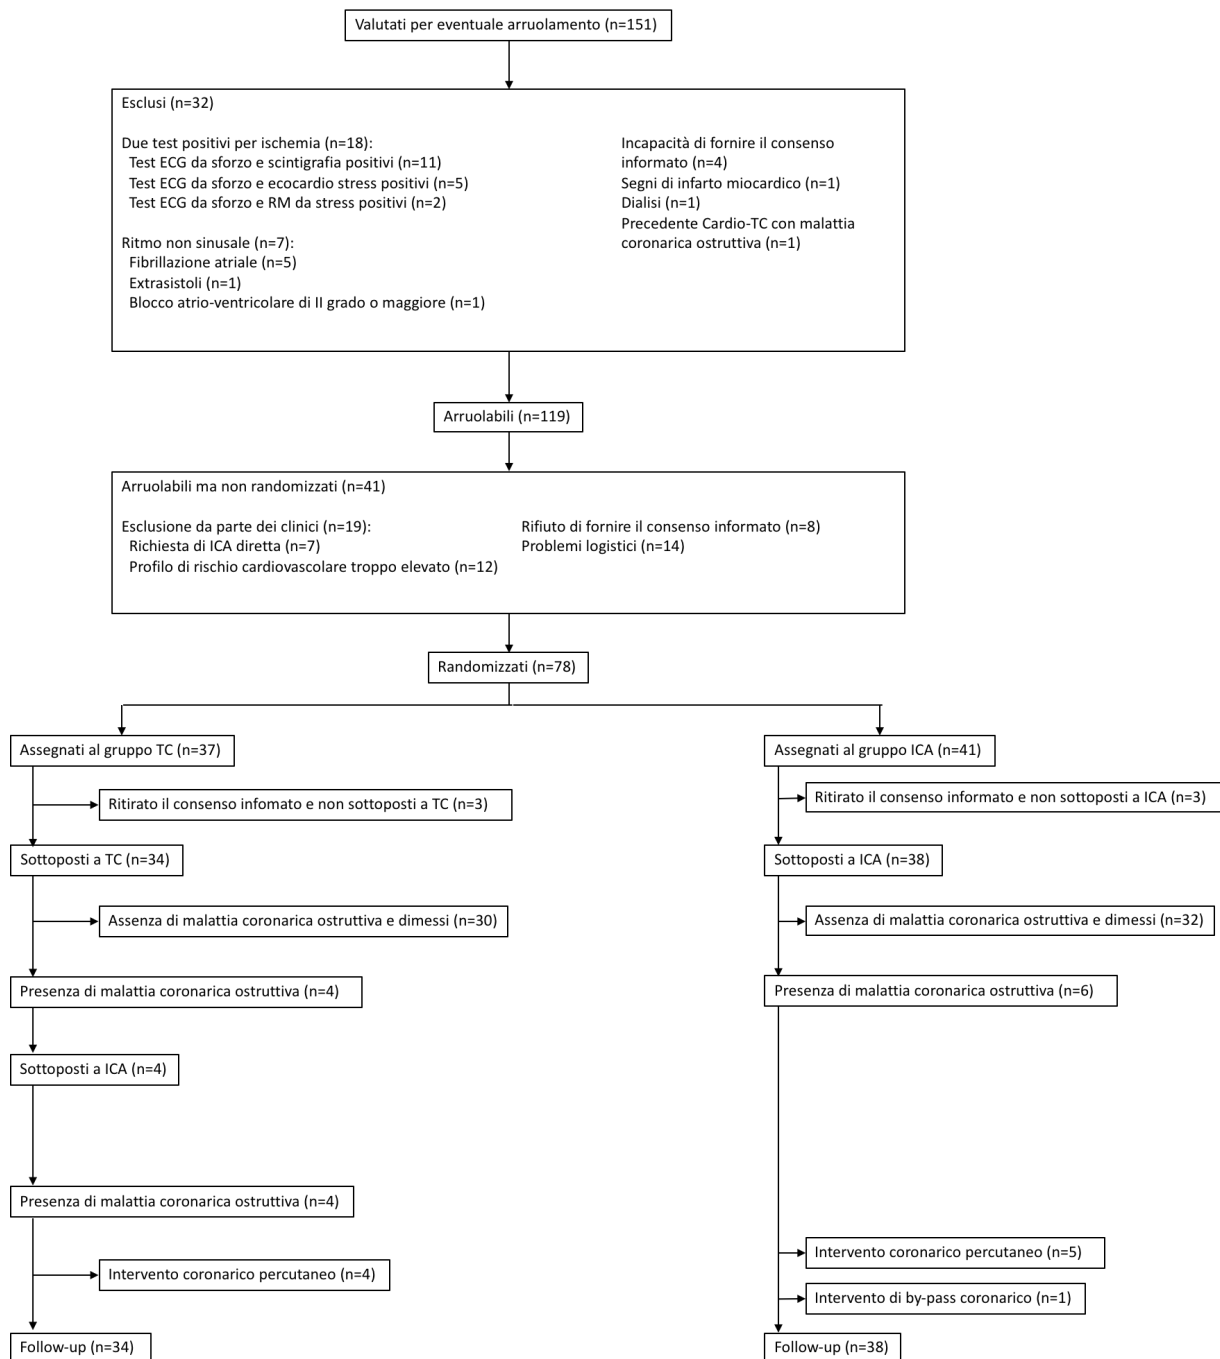 Valutati per eventuale arruolamento (n=151)
Esclusi (n=32)
Due test positivi per ischemia (n=18):
Test ECG da sforzo e scintigrafia positivi (n=11)
Test ECG da sforzo e ecocardio stress positivi (n=5)
Test ECG da sforzo e RM da stress positivi (n=2)
Ritmo non sinusale (n=7):
Fibrillazione atriale (n=5)
Extrasistoli (n=1)
Blocco atrio-ventricolare di II grado o maggiore (n=1)
Incapacità di fornire il consenso
informato (n=4)
Segni di infarto miocardico (n=1)
Dialisi (n=1)
Precedente Cardio-TC con malattia
coronarica ostruttiva (n=1)
Arruolabili (n=119)
Arruolabili ma non randomizzati (n=41)
Esclusione da parte dei clinici (n=19):
Richiesta di ICA diretta (n=7)
Profilo di rischio cardiovascolare troppo elevato (n=12)
Rifiuto di fornire il consenso informato (n=8)
Problemi logistici (n=14)
Randomizzati (n=78)
Assegnati al gruppo TC (n=37)
Ritirato il consenso infomato e non sottoposti a TC (n=3)
Sottoposti a TC (n=34)
Assenza di malattia coronarica ostruttiva e dimessi (n=30)
Presenza di malattia coronarica ostruttiva (n=4)
Sottoposti a ICA (n=4)
Presenza di malattia coronarica ostruttiva (n=4)
Intervento coronarico percutaneo (n=4)
Follow-up (n=34)
Assegnati al gruppo ICA (n=41)
Ritirato il consenso informato e non sottoposti a ICA (n=3)
Sottoposti a ICA (n=38)
Assenza di malattia coronarica ostruttiva e dimessi (n=32)
Presenza di malattia coronarica ostruttiva (n=6)
Intervento coronarico percutaneo (n=5)
Intervento di by-pass coronarico (n=1)
Follow-up (n=38)